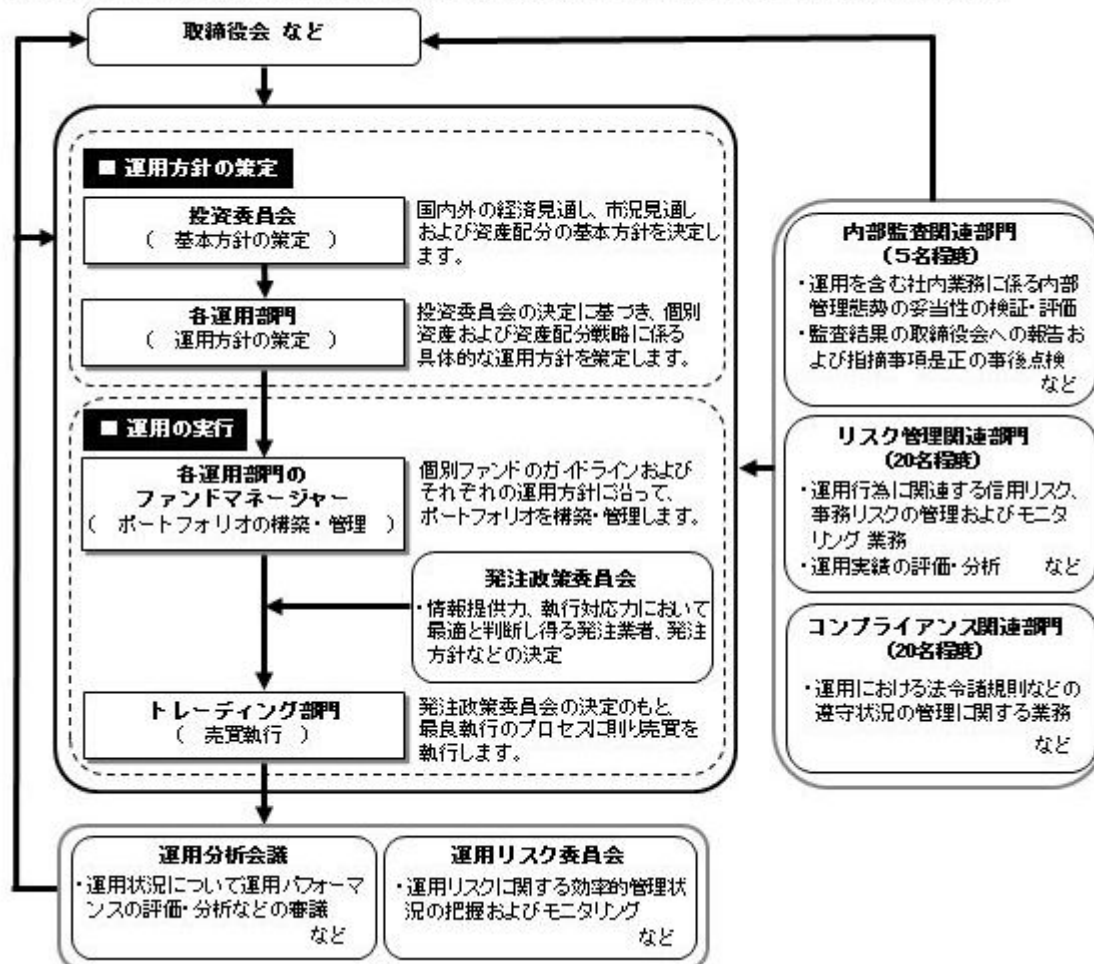 取締役会 など
■ 運用方針の策定
投資委員会
( 基本方針の策定 )
国内外の経済見通し、市況見通し
および資産配分の基本方針を決定し
ます。
各運用部門
( 運用方針の策定 )
投資委員会の決定に基づき、個別
資産および資産配分戦略に係る
具体的な運用方針を策定します。
■ 運用の実行
各運用部門の
ファンドマネージャー
( ポートフォリオの構築・管理 )
個別ファンドのガイドラインおよび
それぞれの運用方針に沿って、
ポートフォリオを構築・管理します。
発注政策委員会
・情報提供力、執行対応力において
最適と判断し得る発注業者、発注
方針などの決定
トレーディング部門
( 売買執行 )
発注政策委員会の決定のもと、
最良執行のプロセスに則り売買を
執行します。
運用分析会議
・運用状況について運用パフォーマ
ンスの評価・分析などの審議
など
運用リスク委員会
・運用リスクに関する効率的管理状
況の把握およびモニタリング
など
内部監査関連部門
(5名程度)
・運用を含む社内業務に係る内部
管理態勢の妥当性の検証・評価
・監査結果の取締役会への報告お
よび指摘事項是正の事後点検
など
リスク管理関連部門
(20名程度)
・運用行為に関連する信用リスク、
事務リスクの管理およびモニタ
リング 業務
・運用実績の評価・分析 など
コンプライアンス関連部門
(20名程度)
・運用における法令諸規則などの
遵守状況の管理に関する業務
など